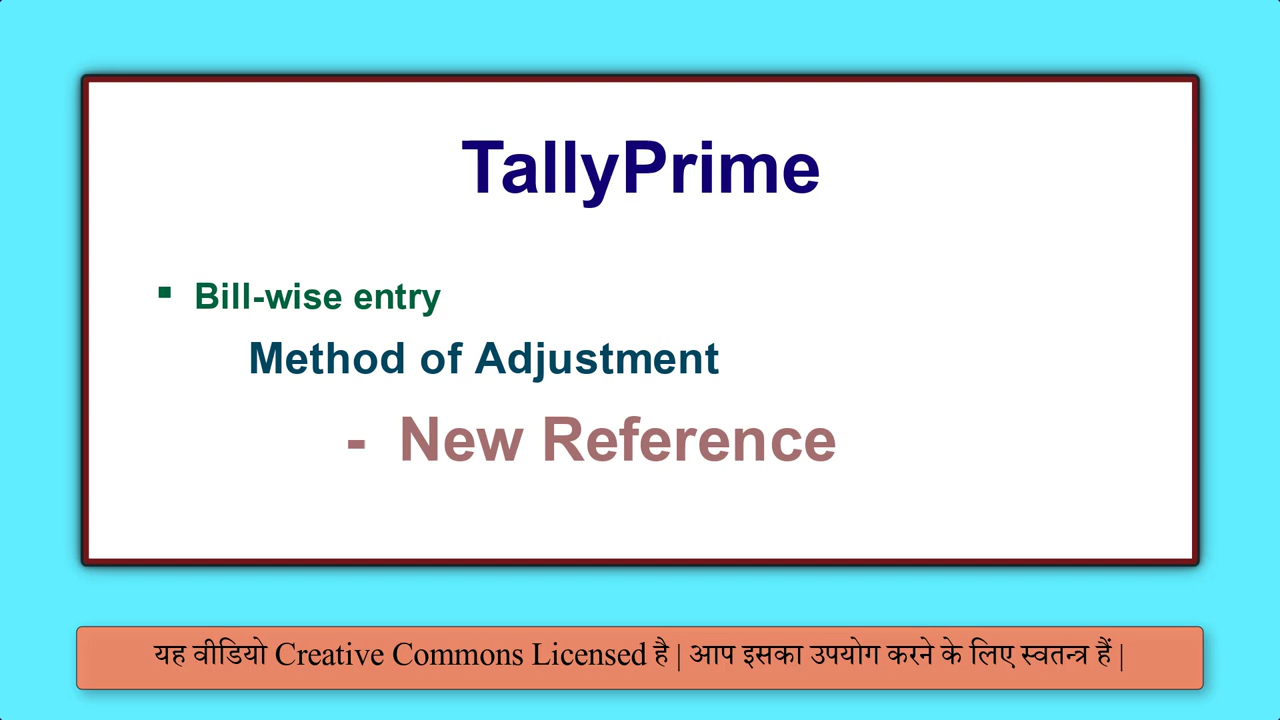 TallyPrime
▪ Bill-wise entry
Method of Adjustment
- New Reference
यह वीडियो Creative Commons Licensed है | आप इसका उपयोग करने के लिए स्वतन्त्र हैं |